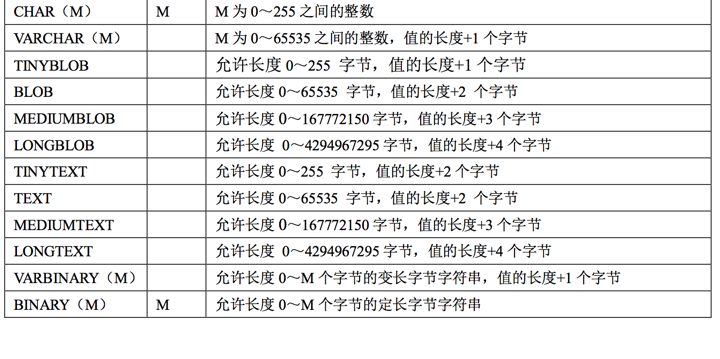 CHAR（M） M M 为 0～255 之间的整数
VARCHAR（M） M 为 0～65535 之间的整数，值的长度+1 个字节
TINYBLOB 允许长度 0～255 字节，值的长度+1 个字节
BLOB 允许长度 0～65535 字节，值的长度+2 个字节
MEDIUMBLOB 允许长度 0～167772150 字节，值的长度+3 个字节
LONGBLOB 允许长度 0～4294967295 字节，值的长度+4 个字节
TINYTEXT 允许长度 0～255 字节，值的长度+2 个字节
TEXT 允许长度 0～65535 字节，值的长度+2 个字节
MEDIUMTEXT 允许长度 0～167772150 字节，值的长度+3 个字节
LONGTEXT 允许长度 0～4294967295 字节，值的长度+4 个字节
VARBINARY（M） 允许长度 0～M 个字节的变长字节字符串，值的长度+1 个字节
BINARY（M） M 允许长度 0～M 个字节的定长字节字符串